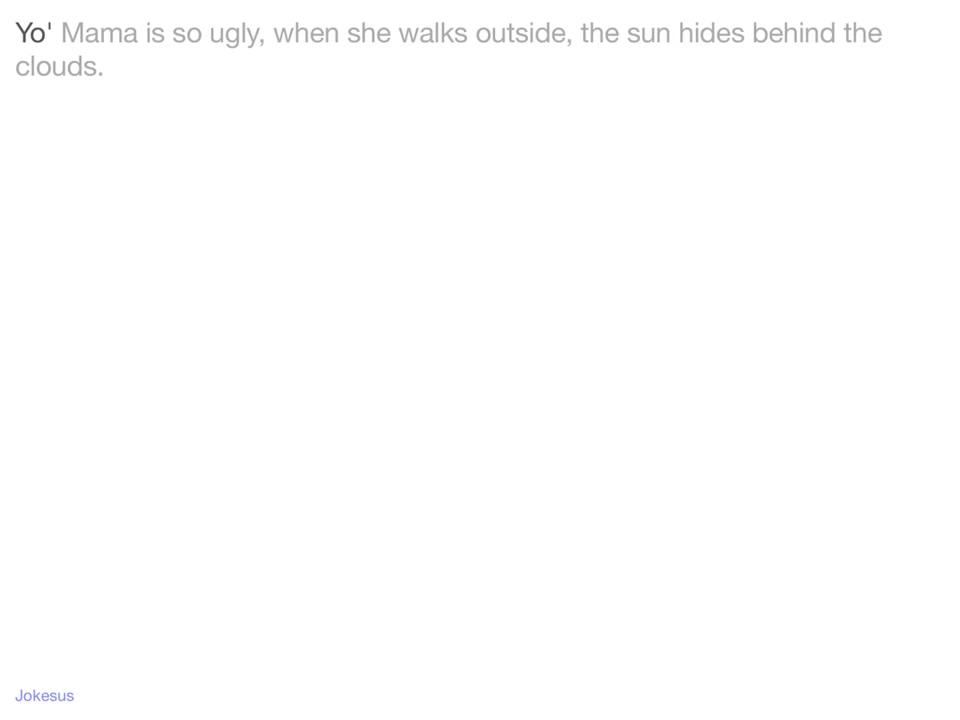 Yo' Mama is so ugly, when she walks outside, the sun hides behind the
clouds.
Jokesus